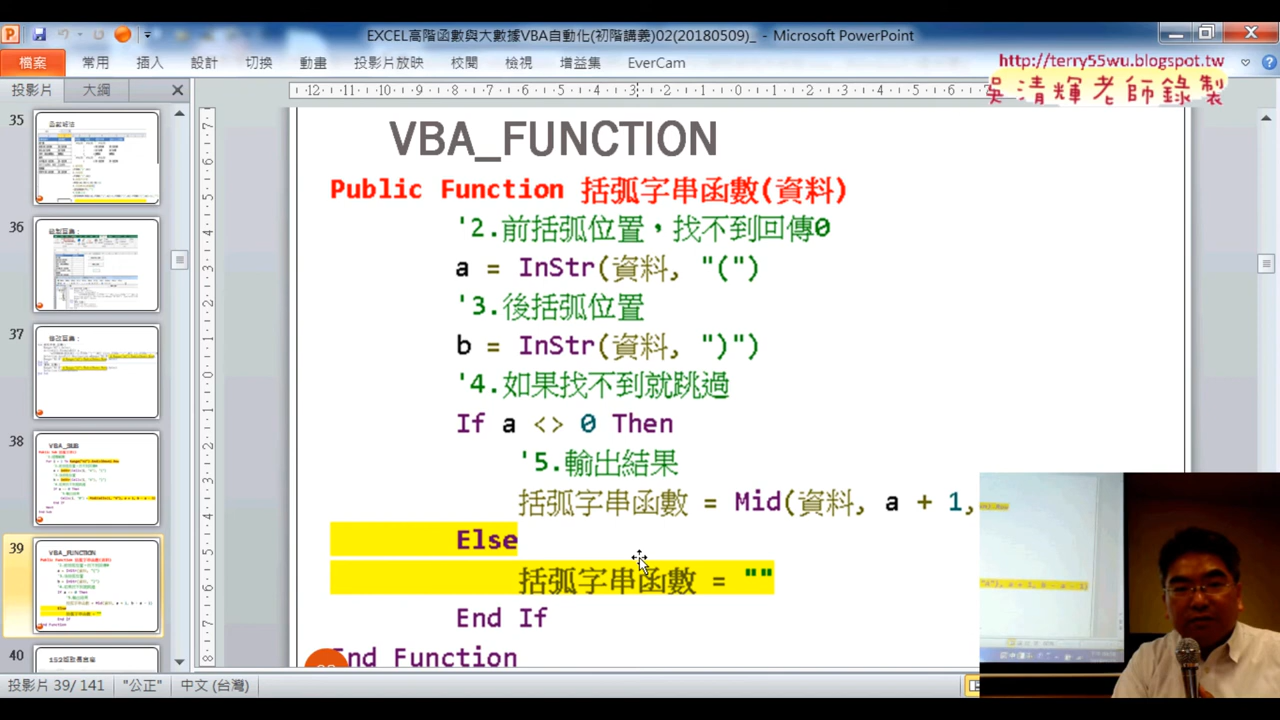 EXCEL高階函數與大數據VBA自動化(初階講義)02(20180509)_ - Microsoft PowerPoint
檔案 常用 插入 設計 切換 動畫 投影片放映 校閱 檢視 增益集 EverCam
http://terry55wu.blogspot.tw
吳清輝老師錄製
投影片 大綱
35
36
37
38
39
40
VBA_FUNCTION
Public Function 括弧字串函數(資料)
'2.前括弧位置，找不到回傳0
a = InStr(資料, "(")
'3.後括弧位置
b = InStr(資料, ")")
'4.如果找不到就跳過
If a <> 0 Then
'5.輸出結果
括弧字串函數 = Mid(資料, a + 1,
Else
括弧字串函數 = ""
End If
End Function
投影片 39/ 141 "公正" 中文 (台灣)